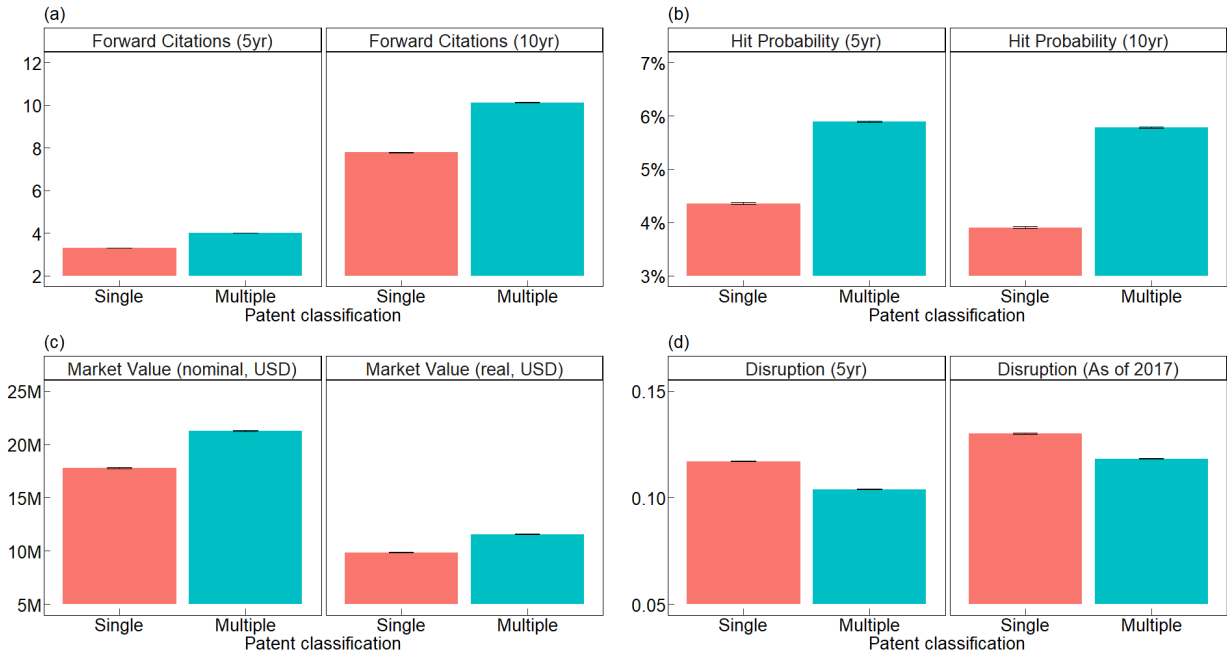 (a)
Forward Citations (5yr)
Forward Citations (10yr)
12
10
8
6
4
2
Single
Multiple
Single
Multiple
Patent classification
(b)
Hit Probability (5yr)
Hit Probability (10yr)
7%
6%
5%
4%
3%
Single
Multiple
Single
Multiple
Patent classification
(c)
Market Value (nominal, USD)
Market Value (real, USD)
25M
20M
15M
10M
5M
Single
Multiple
Single
Multiple
Patent classification
(d)
Disruption (5yr)
Disruption (As of 2017)
0.15
0.10
0.05
Single
Multiple
Single
Multiple
Patent classification